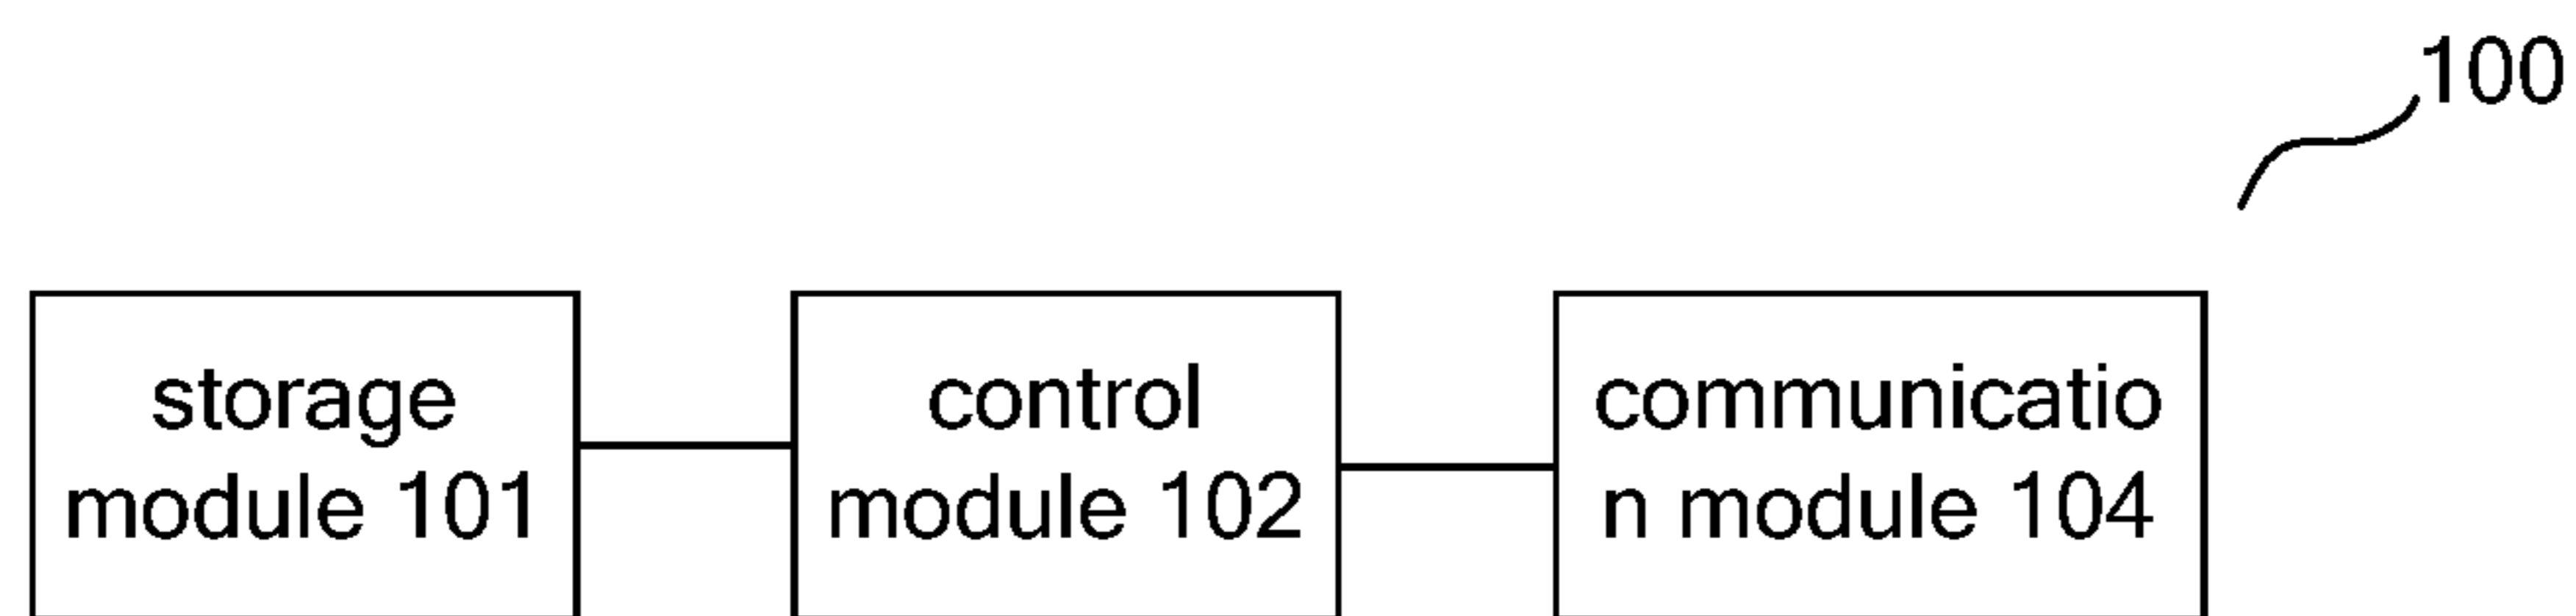 100
storage
module 101
control
module 102
communicatio
n module 104